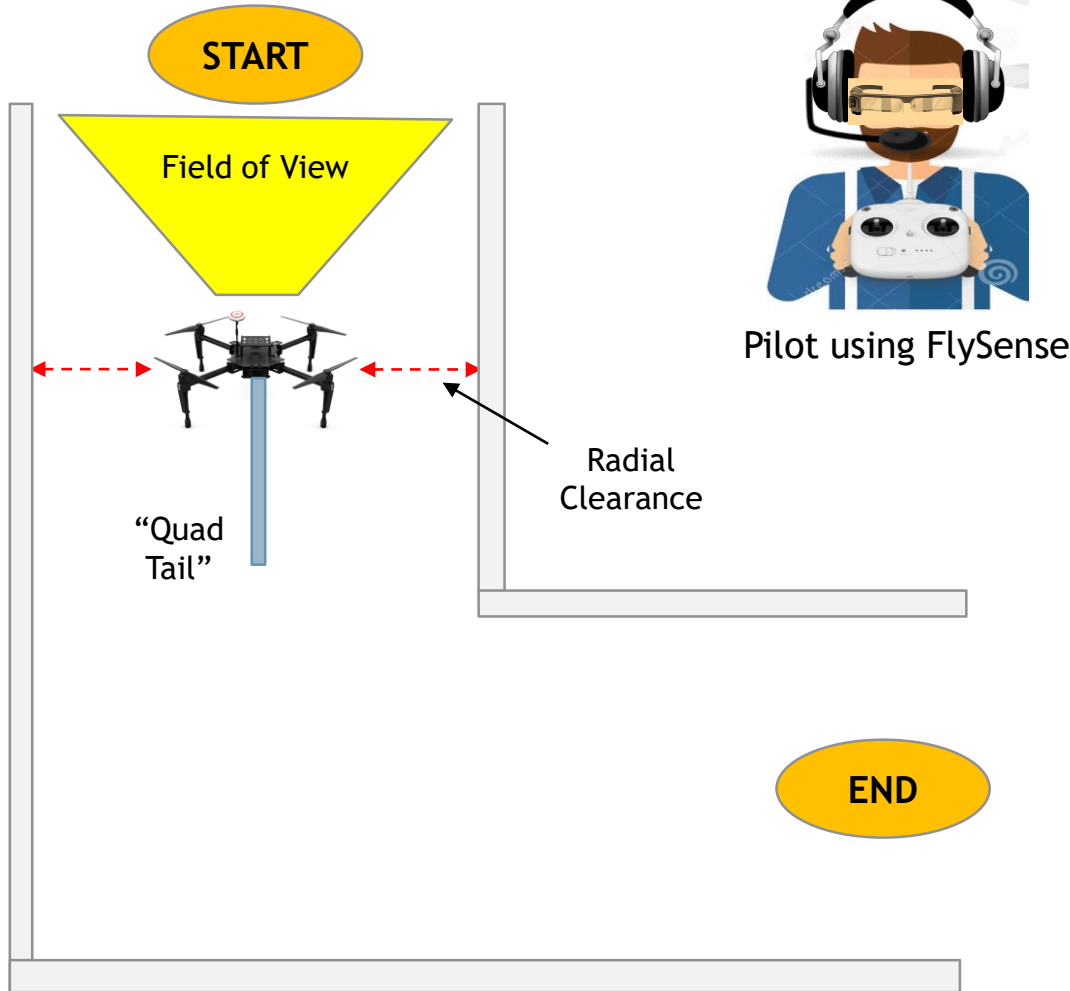 START
Field of View
Pilot using FlySense
Radial
Clearance
“Quad
Tail”
END